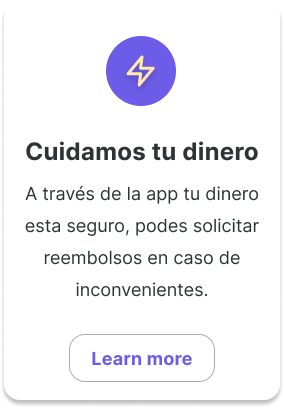 Cuidamos tu dinero
A través de la app tu dinero
esta seguro, podes solicitar
reembolsos en caso de
inconvenientes.
Learn more